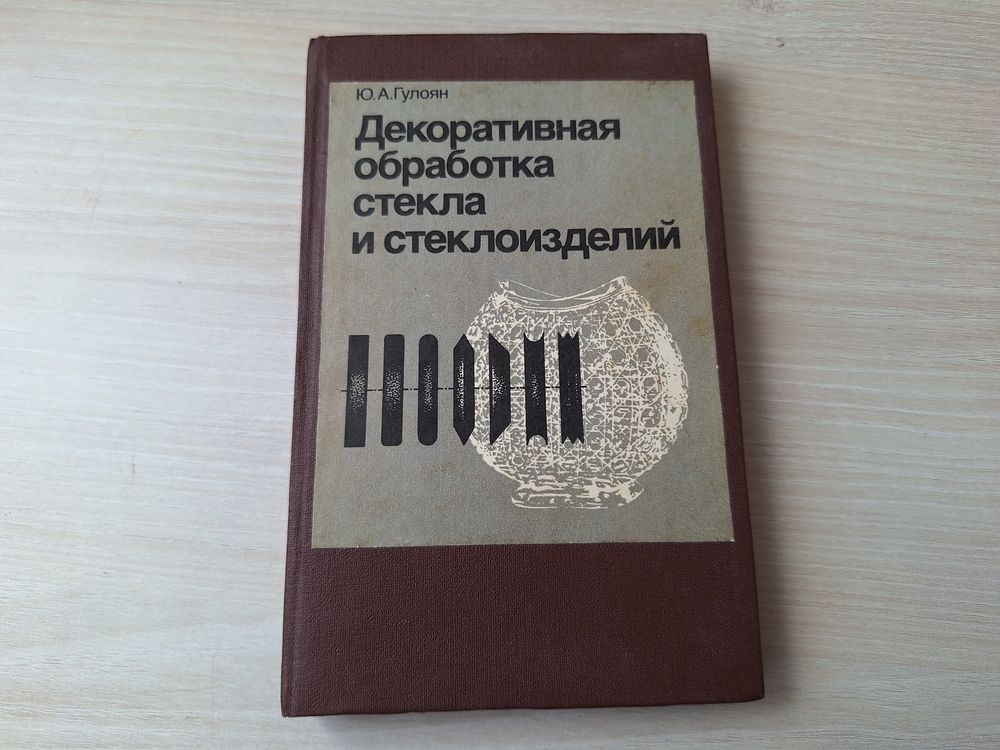 Ю.А.Гулоян
Декоративная
обработка
стекла
и стеклоизделий